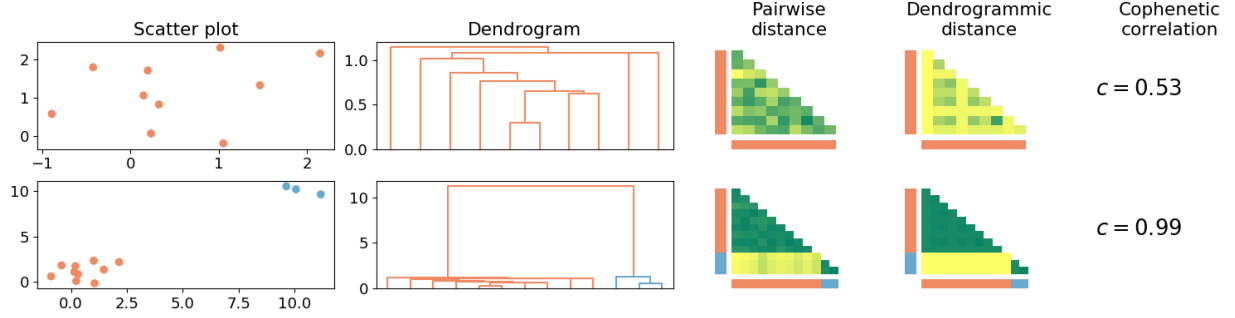 Scatter plot
Dendrogram
Pairwise
distance
Dendrogrammic
distance
Cophenetic
correlation
2
1
0
−1
0
1
2
1.0
0.5
0.0
c = 0.53
10
5
0
0.0
2.5
5.0
7.5
10.0
10
5
0
c = 0.99